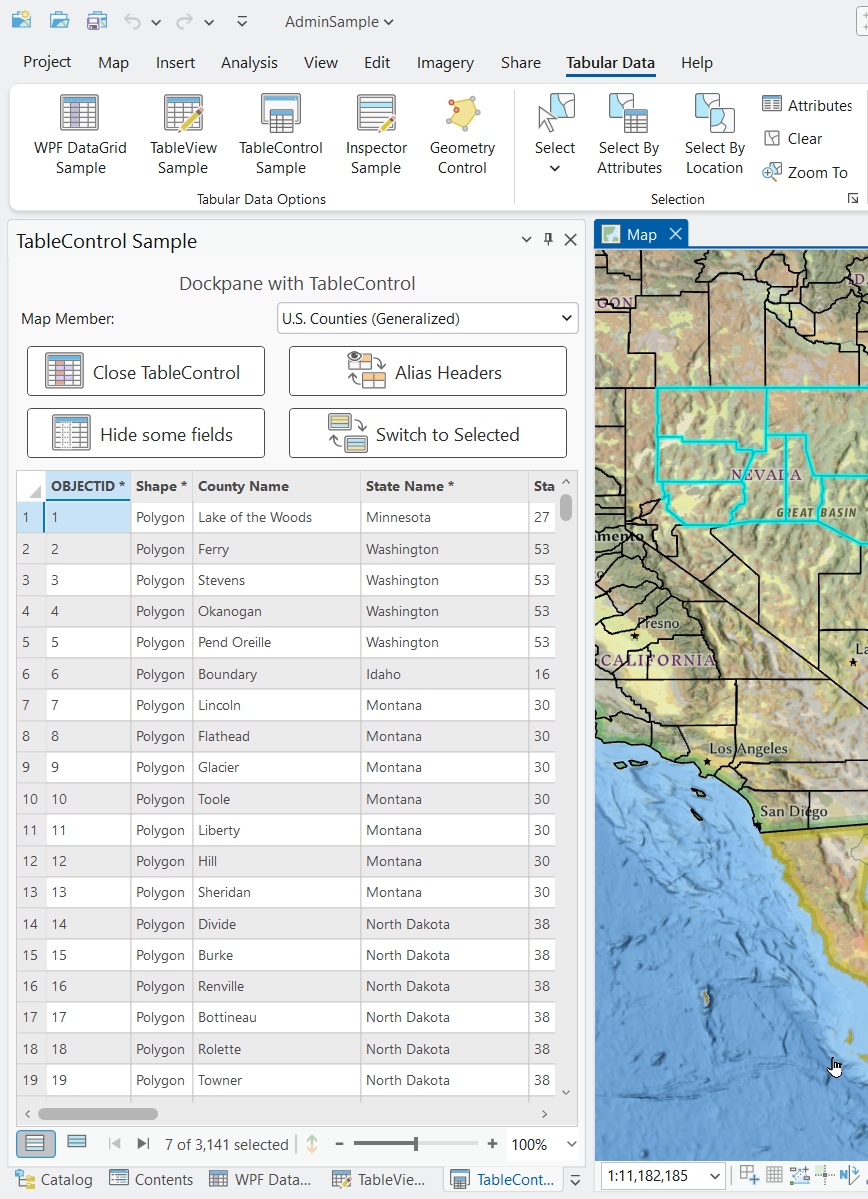 AdminSample
Project Map Insert Analysis View Edit Imagery Share Tabular Data Help
WPF DataGrid Sample
TableView Sample
TableControl Sample
Inspector Sample
Geometry Control
Tabular Data Options
Select
Select By Attributes
Select By Location
Attributes
Clear
Zoom To
Selection
TableControl Sample
Dockpane with TableControl
Map Member: U.S. Counties (Generalized)
Close TableControl
Alias Headers
Hide some fields
Switch to Selected
OBJECTID * Shape * County Name State Name * Sta
1 1 Polygon Lake of the Woods Minnesota 27
2 2 Polygon Ferry Washington 53
3 3 Polygon Stevens Washington 53
4 4 Polygon Okanogan Washington 53
5 5 Polygon Pend Oreille Washington 53
6 6 Polygon Boundary Idaho 16
7 7 Polygon Lincoln Montana 30
8 8 Polygon Flathead Montana 30
9 9 Polygon Glacier Montana 30
10 10 Polygon Toole Montana 30
11 11 Polygon Liberty Montana 30
12 12 Polygon Hill Montana 30
13 13 Polygon Sheridan Montana 30
14 14 Polygon Divide North Dakota 38
15 15 Polygon Burke North Dakota 38
16 16 Polygon Renville North Dakota 38
17 17 Polygon Bottineau North Dakota 38
18 18 Polygon Rolette North Dakota 38
19 19 Polygon Towner North Dakota 38
7 of 3,141 selected
100%
Catalog
Contents
WPF Data...
TableVie...
TableCont...
Map
GON
NEVADA
GREAT BASIN
mento
Fresno
CALIFORNIA
La
Los Angeles
San Diego
1:11,182,185
N